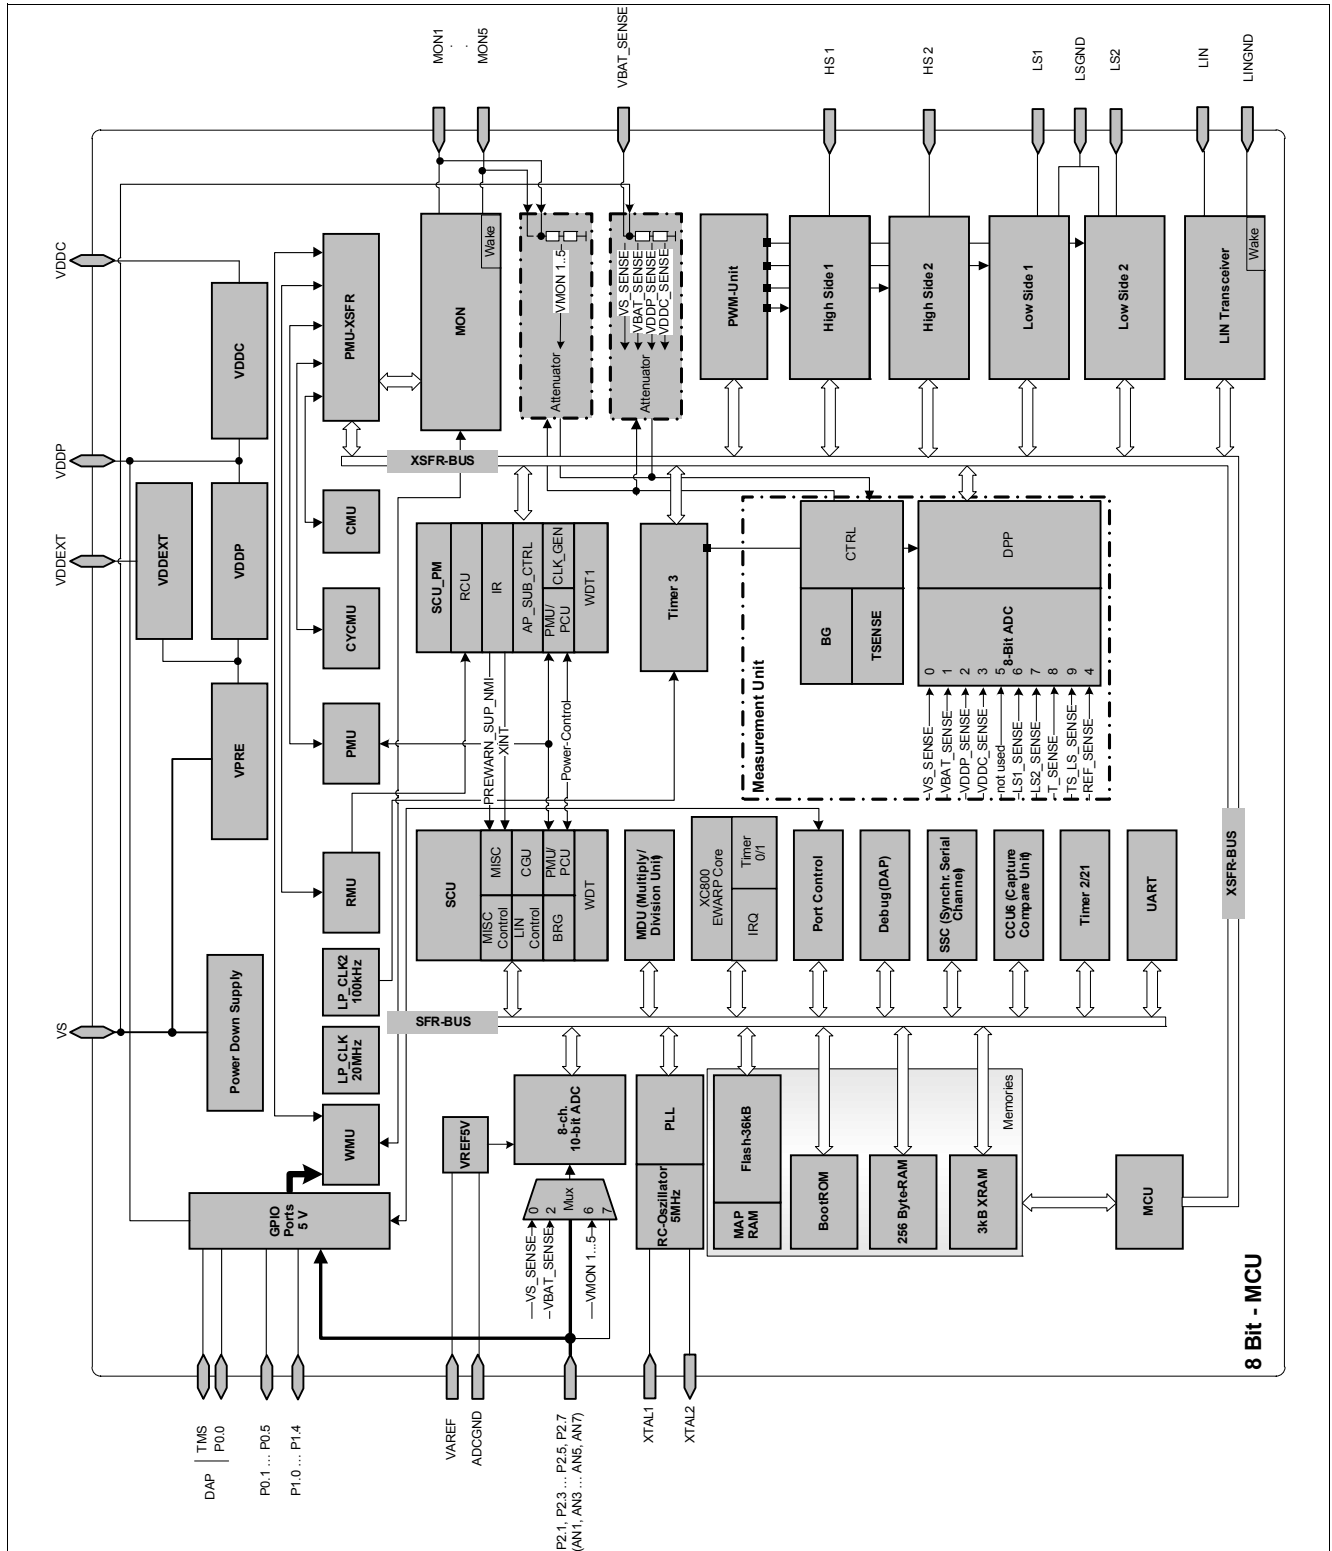 MON1
.
.
MON5
VBAT_SENSE
HS 1
HS 2
LS1
LSGND
LS2
LIN
LINGND
VDDC
VDDP
VDDEXT
VS
VDDC
VDDEXT
VDDP
VPRE
Power Down Supply
PMU-XSFR
CMU
CYCMU
PMU
RMU
LP_CLK2
100kHz
LP_CLK
20MHz
WMU
GPIO
Ports
5 V
MON
Wake
VMON 1..5
Attenuator
VS_SENSE
VBAT_SENSE
VDDP_SENSE
VDDC_SENSE
Attenuator
PWM-Unit
High Side 1
High Side 2
Low Side 1
Low Side 2
LIN Transceiver
Wake
XSFR-BUS
SCU_PM
RCU
IR
AP_SUB_CTRL
PMU/
PCU
CLK_GEN
WDT1
Timer 3
Measurement Unit
CTRL
BG
TSENSE
DPP
8-Bit ADC
0
1
2
3
5
6
7
8
9
4
VS_SENSE
VBAT_SENSE
VDDP_SENSE
VDDC_SENSE
not used
LS1_SENSE
LS2_SENSE
T_SENSE
TS_LS_SENSE
REF_SENSE
PREWARN_SUP_NMI
XINT
Power-Control
SCU
MISC
Control
MISC
LIN
Control
CGU
BRG
PMU/
PCU
WDT
MDU (Multiply/
Division Unit)
XC800
EWARP Core
IRQ
Timer
0/1
Port Control
Debug (DAP)
SSC (Synchr. Serial
Channel)
CCU6 (Capture
Compare Unit)
Timer 2/21
UART
XSFR-BUS
SFR-BUS
VREF5V
8-ch.
10-bit ADC
Mux
0
2
6
7
VS_SENSE
VBAT_SENSE
VMON 1...5
PLL
RC-Oszillator
5MHz
Flash-36kB
MAP
RAM
BootROM
256 Byte-RAM
3kB XRAM
Memories
MCU
DAP
TMS
P0.0
P0.1 ... P0.5
P1.0 ... P1.4
VAREF
ADCGND
P2.1, P2.3 ... P2.5, P2.7
(AN1, AN3 ... AN5, AN7)
XTAL1
XTAL2
8 Bit - MCU